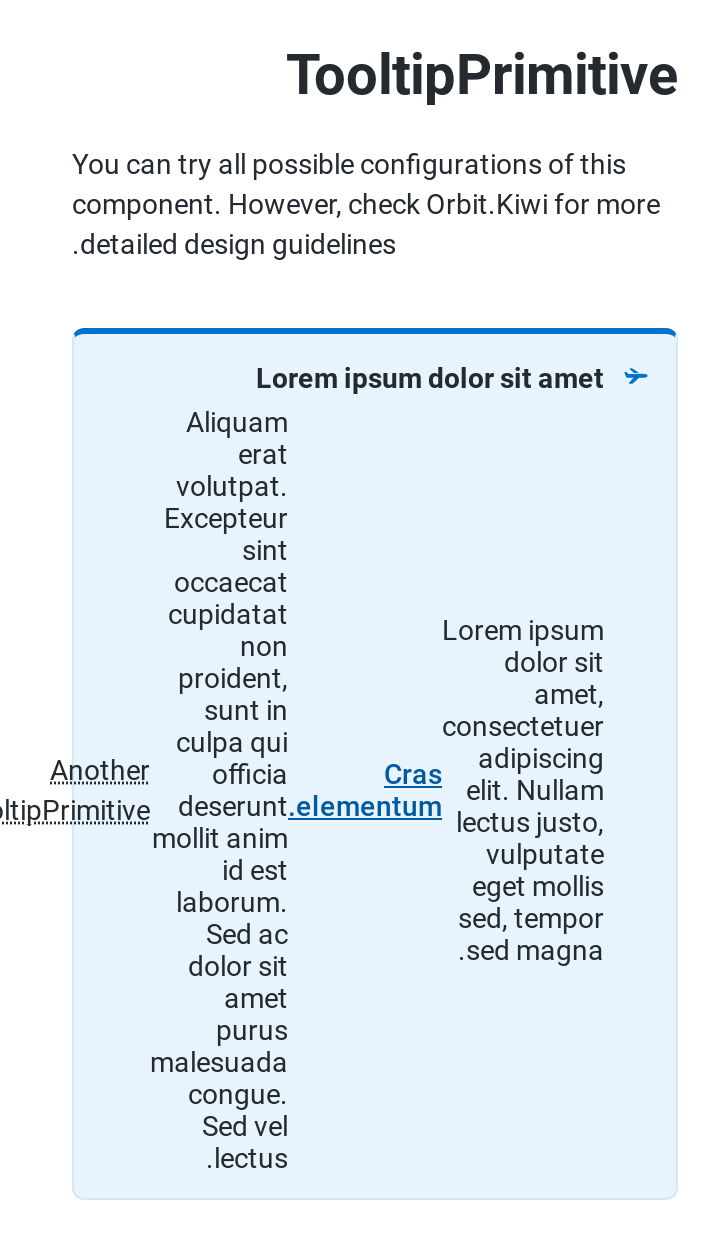 TooltipPrimitive
You can try all possible configurations of this
component. However, check Orbit.Kiwi for more
.detailed design guidelines
Lorem ipsum dolor sit amet
Lorem ipsum
dolor sit
amet,
consectetuer
adipiscing
elit. Nullam
lectus justo,
vulputate
eget mollis
sed, tempor
.sed magna
Cras
.elementum
Aliquam
erat
volutpat.
Excepteur
sint
occaecat
cupidatat
non
proident,
sunt in
culpa qui
officia
deserunt
mollit anim
id est
laborum.
Sed ac
dolor sit
amet
purus
malesuada
congue.
Sed vel
.lectus
Another